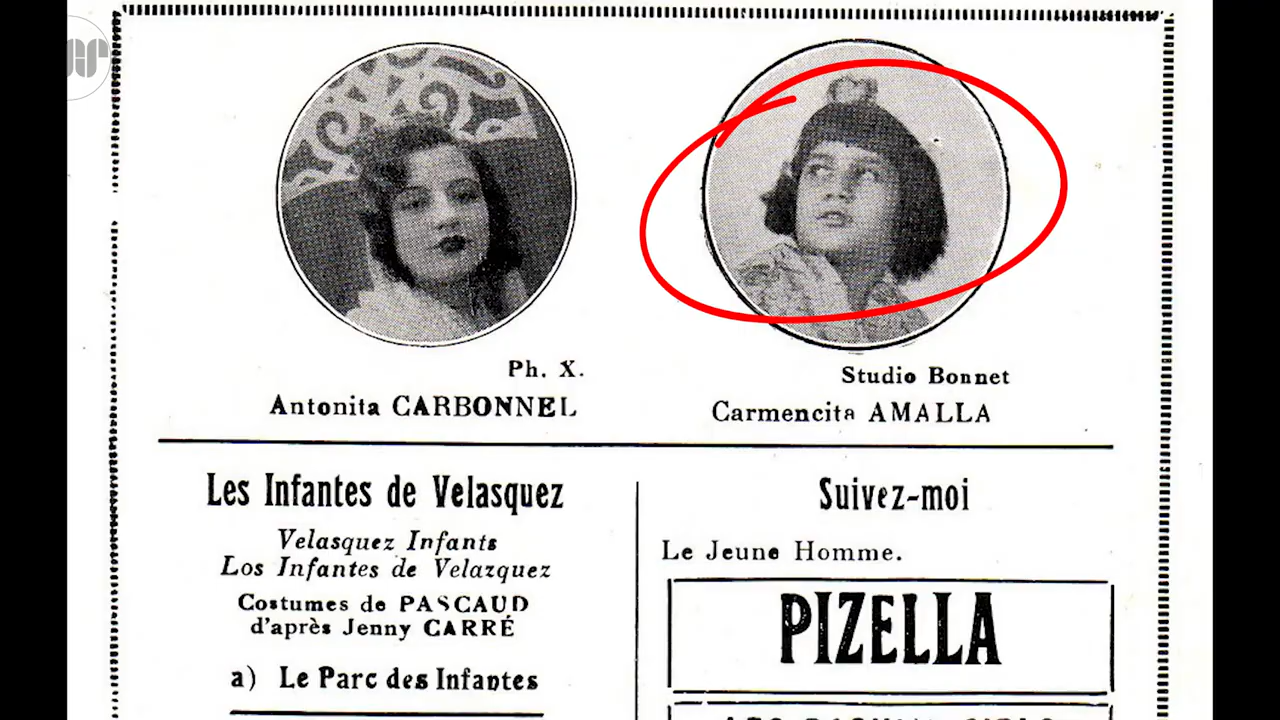 Ph. X.
Antonita CARBONNEL
Studio Bonnet
Carmencita AMALLA
Les Infantes de Velasquez
Velasquez Infants
Los Infantes de Velazquez
Costumes de PASCAUD
d'après Jenny CARRÉ
a) Le Parc des Infantes
Suivez-moi
Le Jeune Homme.
PIZELLA